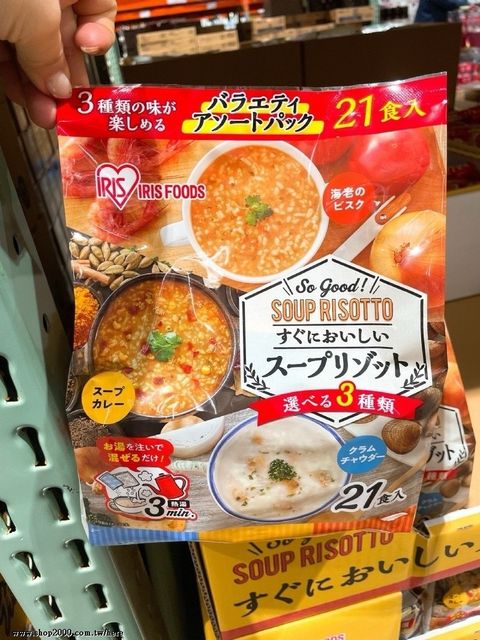 3種類の味が
楽しめる
バラエティ
アソートパック
21食入
IRIS
IRIS FOODS
海老の
ビスク
So Good!
SOUP RISOTTO
すぐにおいしい
スープリゾット
選べる3種類
スープ
カレー
お湯を注いで
混ぜるだけ!
熱湯
3min.
クラム
チャウダー
21食入
SOUP RISOTTO
すぐにおいしい
www.shop2000.com.tw/here